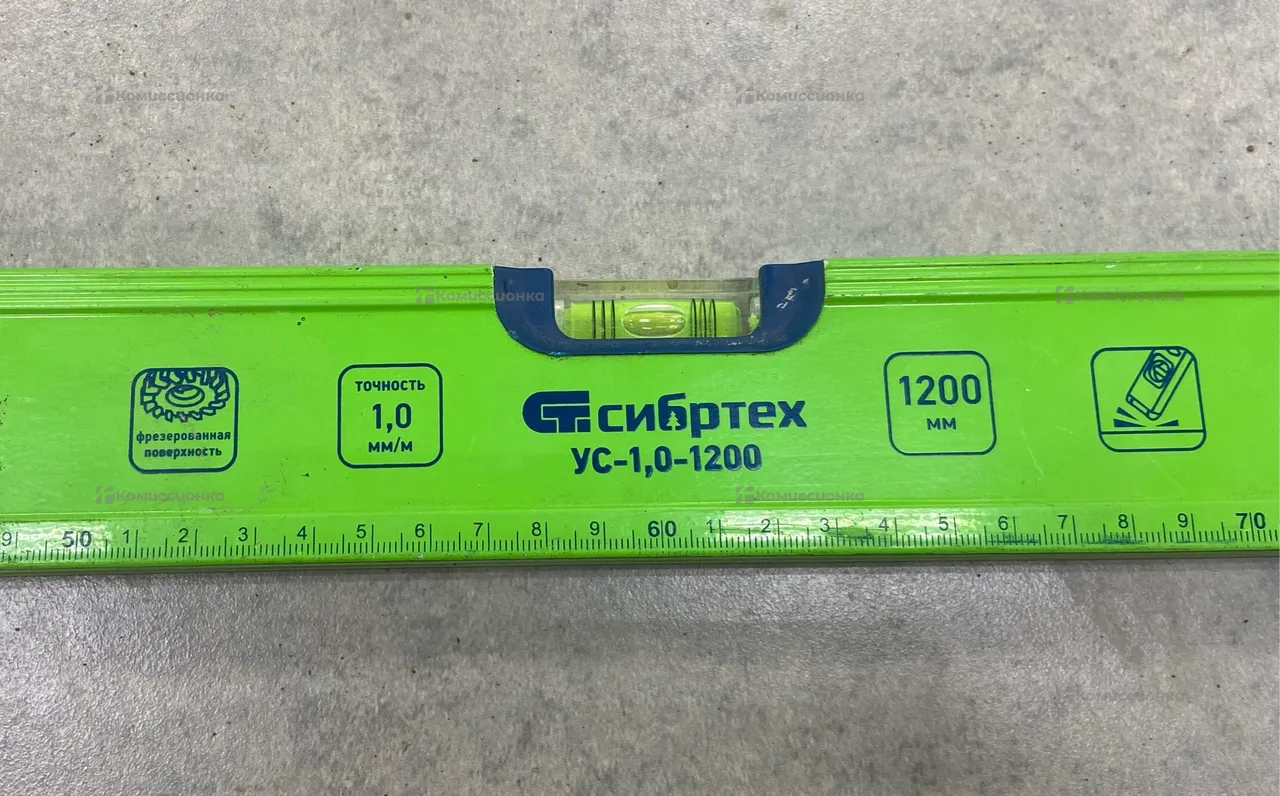 Комиссионка
Комиссионка
Комиссионка
Комиссионка
фрезерованная
поверхность
точность
1,0
мм/м
сибртех
УС-1,0-1200
1200
мм
Комиссионка
Комиссионка
9 50 1 2 3 4 5 6 7 8 9 60 1 2 3 4 5 6 7 8 9 70